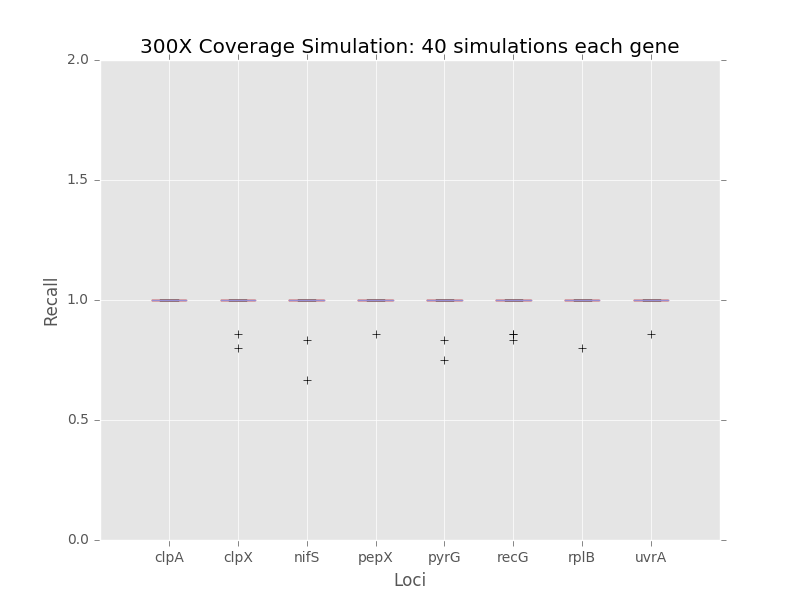 300X Coverage Simulation: 40 simulations each gene
2.0
1.5
1.0
0.5
0.0
Recall
clpA clpX nifS pepX pyrG recG rplB uvrA
Loci